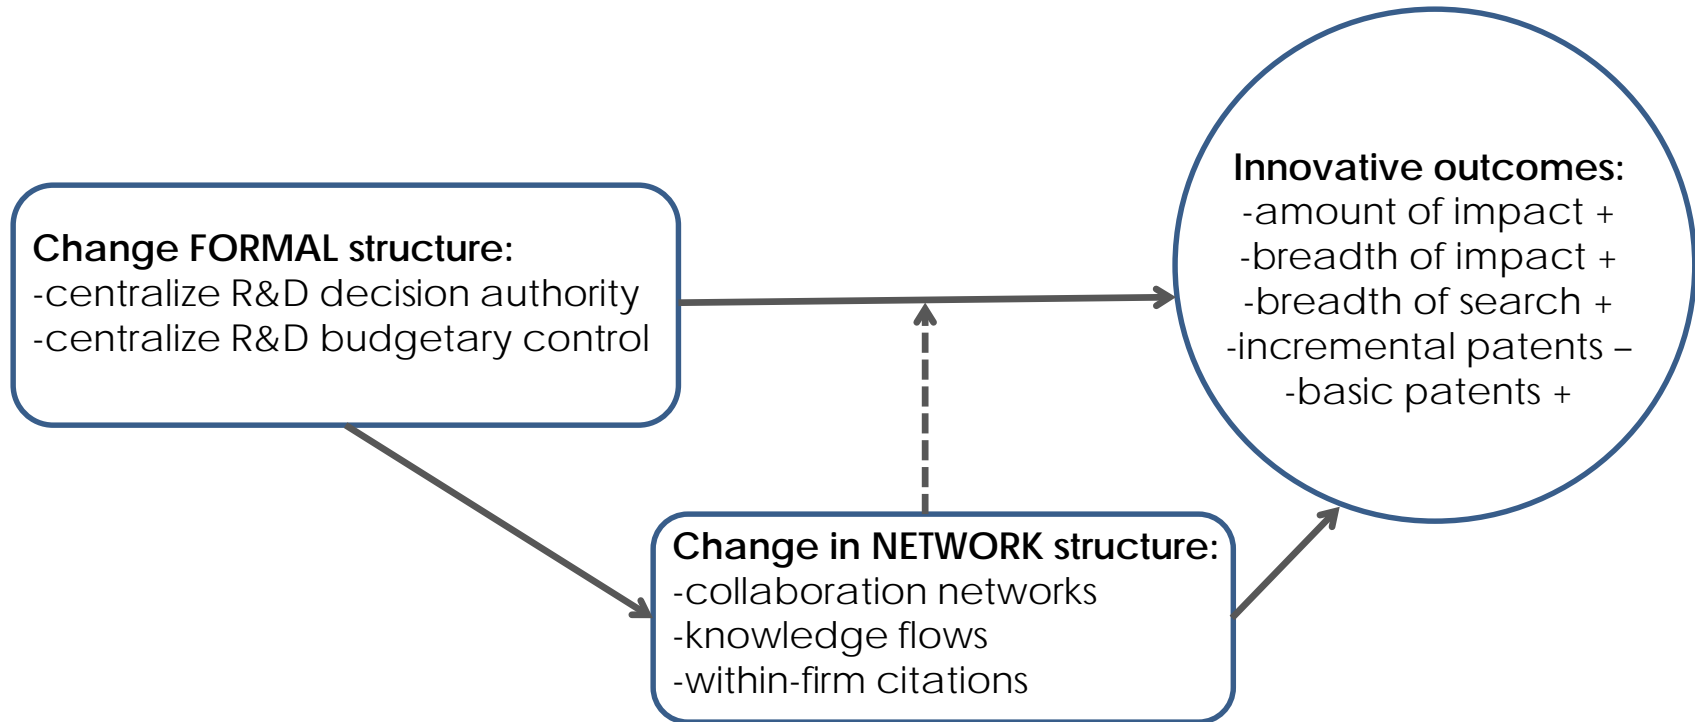 Change FORMAL structure:
-centralize R&D decision authority
-centralize R&D budgetary control
Innovative outcomes:
-amount of impact +
-breadth of impact +
-breadth of search +
-incremental patents –
-basic patents +
Change in NETWORK structure:
-collaboration networks
-knowledge flows
-within-firm citations